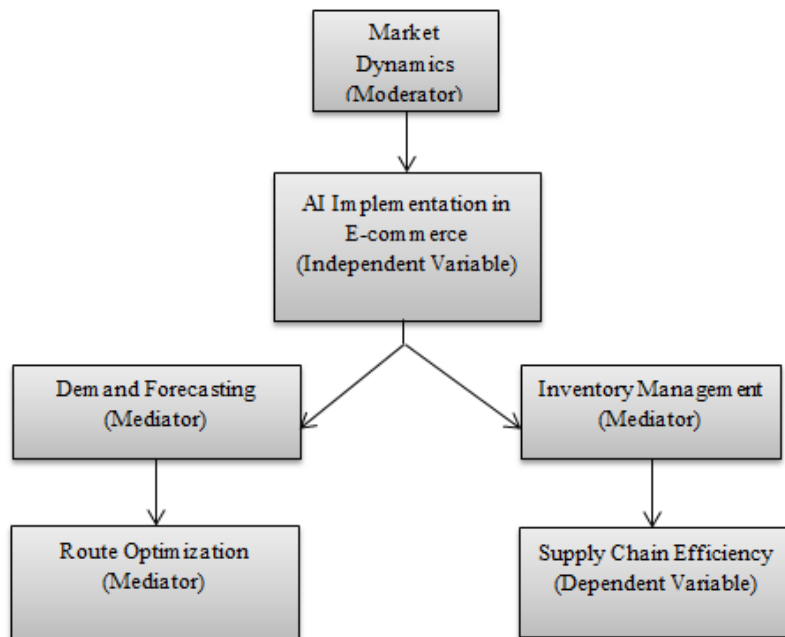 Market
Dynamics
(Moderator)
AI Implementation in
E-commerce
(Independent Variable)
Demand Forecasting
(Mediator)
Inventory Management
(Mediator)
Route Optimization
(Mediator)
Supply Chain Efficiency
(Dependent Variable)